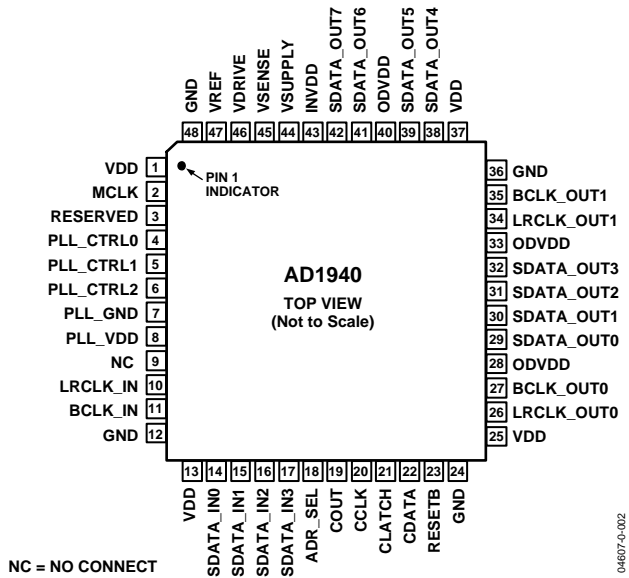 GND
VREF
VDRIVE
VSENSE
VSUPPLY
INVDD
SDATA_OUT7
SDATA_OUT6
ODVDD
SDATA_OUT5
SDATA_OUT4
VDD
48 47 46 45 44 43 42 41 40 39 38 37
VDD 1
MCLK 2
RESERVED 3
PLL_CTRL0 4
PLL_CTRL1 5
PLL_CTRL2 6
PLL_GND 7
PLL_VDD 8
NC 9
LRCLK_IN 10
BCLK_IN 11
GND 12
PIN 1
INDICATOR
AD1940
TOP VIEW
(Not to Scale)
36 GND
35 BCLK_OUT1
34 LRCLK_OUT1
33 ODVDD
32 SDATA_OUT3
31 SDATA_OUT2
30 SDATA_OUT1
29 SDATA_OUT0
28 ODVDD
27 BCLK_OUT0
26 LRCLK_OUT0
25 VDD
13 14 15 16 17 18 19 20 21 22 23 24
VDD
SDATA_IN0
SDATA_IN1
SDATA_IN2
SDATA_IN3
ADR_SEL
COUT
CCLK
CLATCH
CDATA
RESETB
GND
NC = NO CONNECT
04607-0-002